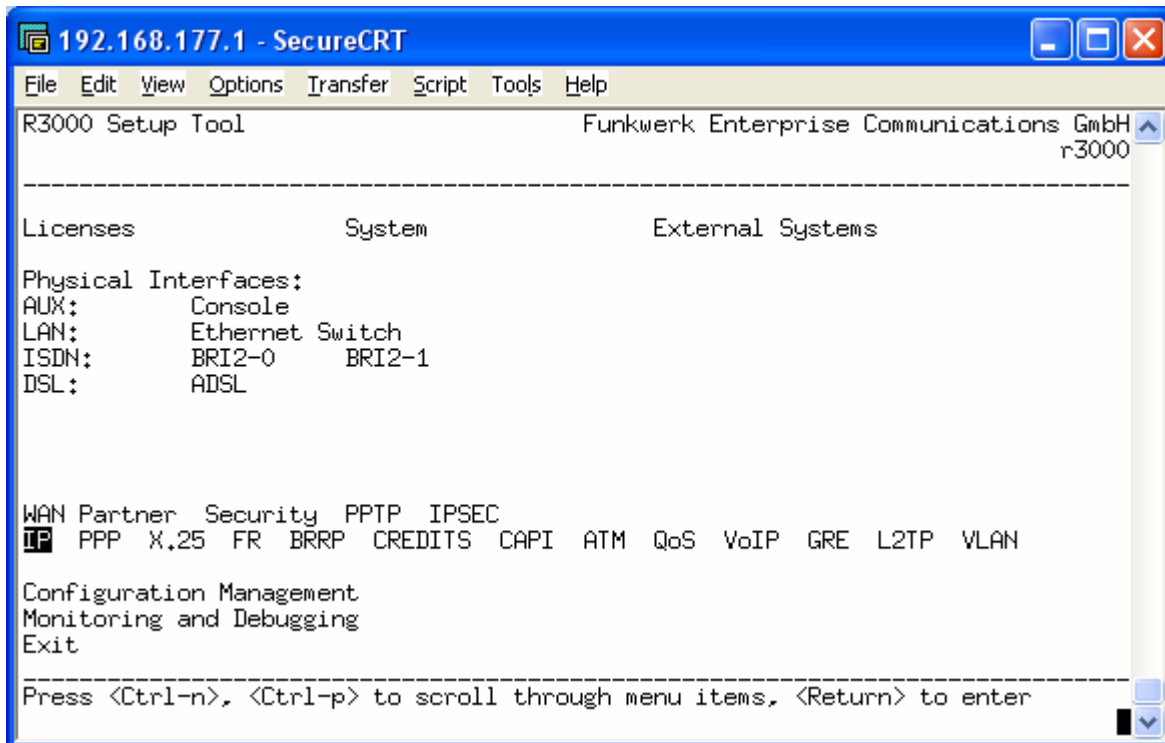 192.168.177.1 - SecureCRT
File Edit View Options Transfer Script Tools Help
R3000 Setup Tool Funkwerk Enterprise Communications GmbH
r3000
Licenses System External Systems
Physical Interfaces:
AUX: Console
LAN: Ethernet Switch
ISDN: BRI2-0 BRI2-1
DSL: ADSL
WAN Partner Security PPTP IPSEC
IP PPP X.25 FR BRRP CREDITS CAPI ATM QoS VoIP GRE L2TP VLAN
Configuration Management
Monitoring and Debugging
Exit
Press <Ctrl-n>, <Ctrl-p> to scroll through menu items, <Return> to enter